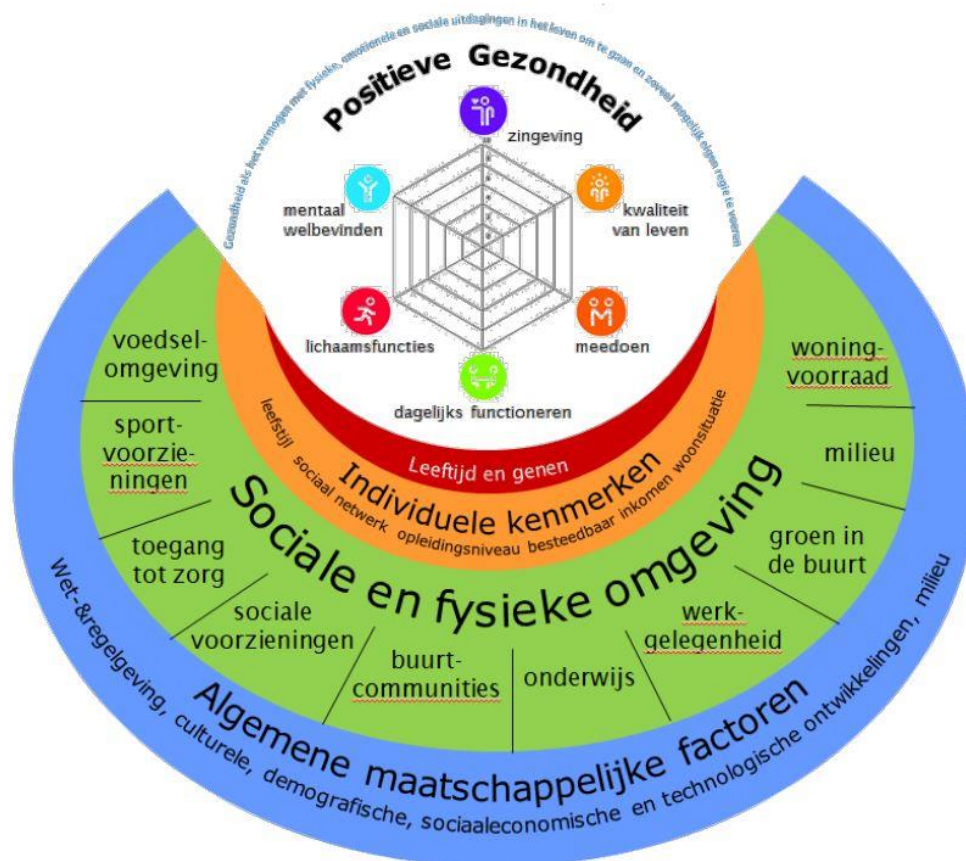 Gezondheid als het vermogen met fysieke, emotionele en sociale uitdagingen in het leven om te gaan en zoveel mogelijk eigen regie te voeren
Positieve Gezondheid
zingeving
mentaal
welbevinden
kwaliteit
van leven
lichaamsfuncties
meedoen
dagelijks functioneren
Leeftijd en genen
Individuele kenmerken
leefstijl sociaal netwerk opleidingsniveau besteedbaar inkomen woonsituatie
Sociale en fysieke omgeving
voedsel-
omgeving
sport-
voorzie-
ningen
toegang
tot zorg
sociale
voorzieningen
buurt-
communities
onderwijs
werk-
gelegenheid
groen in
de buurt
milieu
woning-
voorraad
Algemene maatschappelijke factoren
Wet-&regelgeving, culturele, demografische, sociaaleconomische en technologische ontwikkelingen, milieu